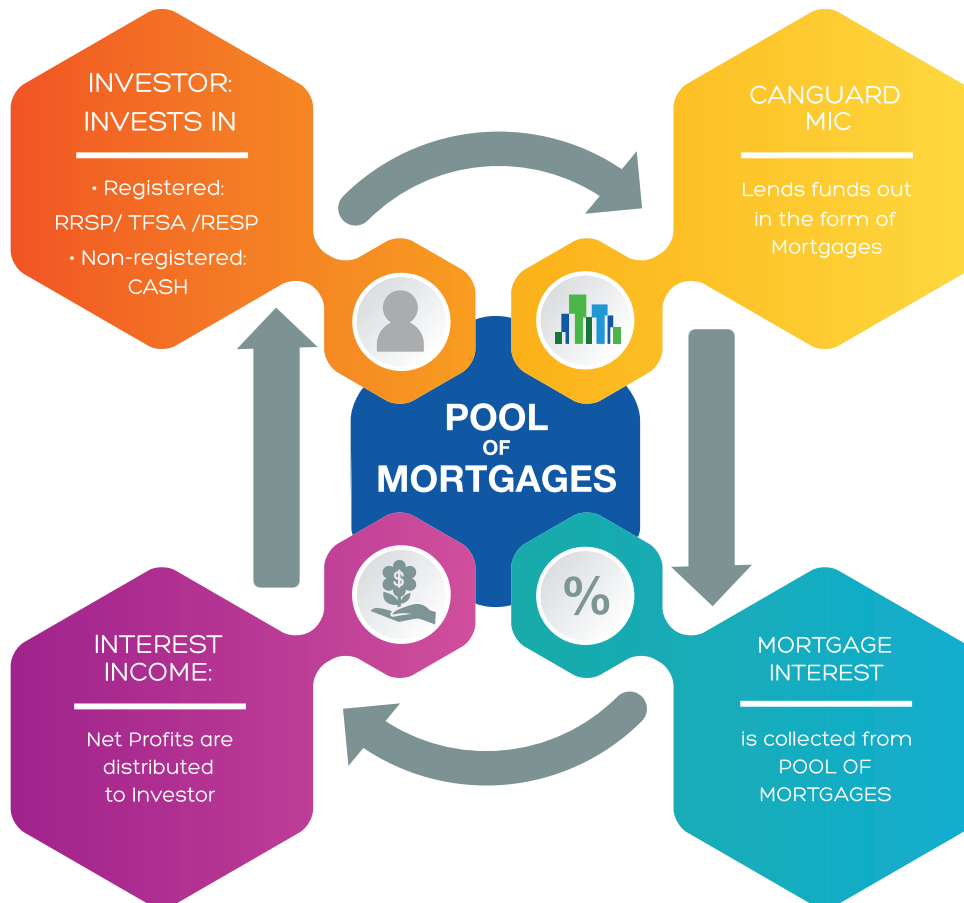 INVESTOR:
INVESTS IN
• Registered:
RRSP/ TFSA /RESP
• Non-registered:
CASH
CANGUARD
MIC
Lends funds out
in the form of
Mortgages
POOL
OF
MORTGAGES
$
%
INTEREST
INCOME:
Net Profits are
distributed
to Investor
MORTGAGE
INTEREST
is collected from
POOL OF
MORTGAGES